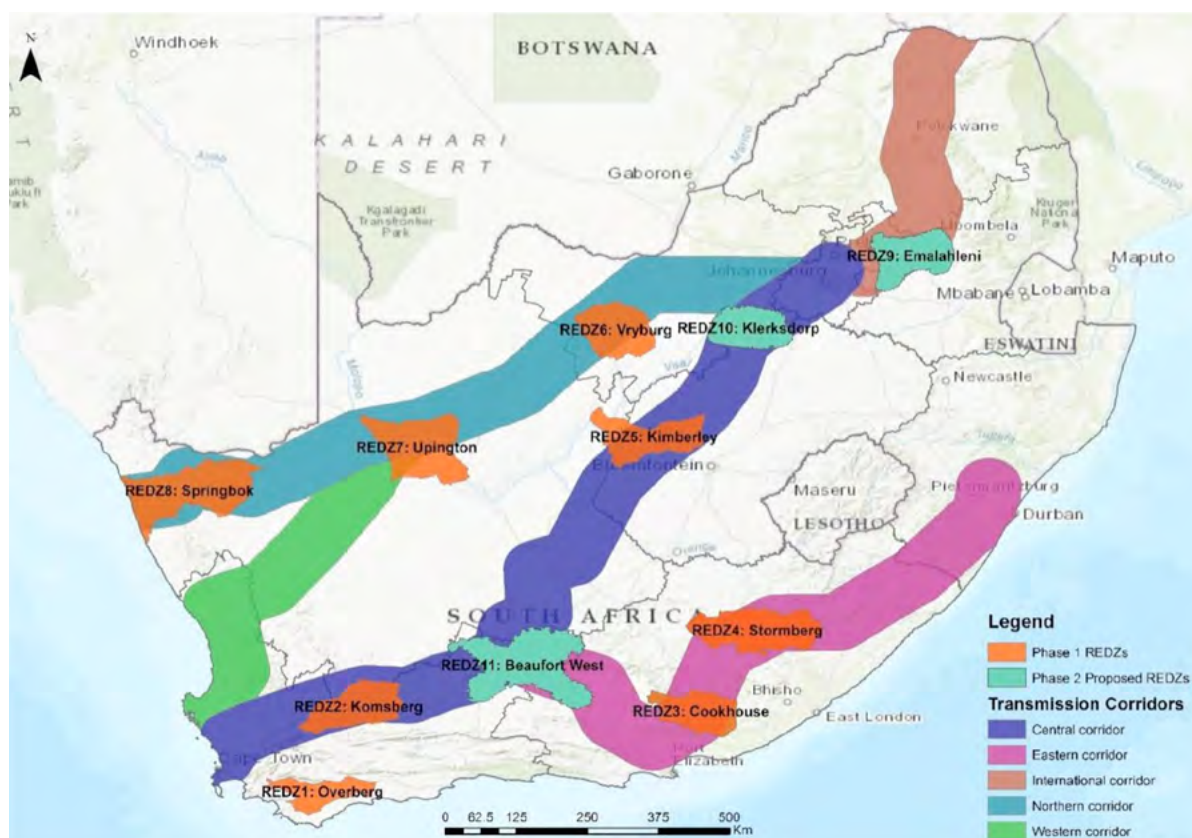 N
Windhoek
BOTSWANA
KALAHARI
DESERT
Gaborone
Kgalagadi
Transfrontier
Park
Polokwane
Limpopo
Kruger
National
Park
Mbombela
Maputo
REDZ9: Emalahleni
Johannesburg
Mbabane
Lobamba
ESWATINI
REDZ6: Vryburg
REDZ10: Klerksdorp
Vaal
Molopo
Newcastle
REDZ7: Upington
REDZ5: Kimberley
Bloemfonteino
REDZ8: Springbok
Maseru
LESOTHO
Pietermaritzburg
Durban
SOUTH AFRICA
REDZ4: Stormberg
REDZ11: Beaufort West
REDZ2: Komsberg
REDZ3: Cookhouse
Bhisho
East London
Cape Town
Port
Elizabeth
REDZ1: Overberg
0 62.5 125 250 375 500
Km
Legend
Phase 1 REDZs
Phase 2 Proposed REDZs
Transmission Corridors
Central corridor
Eastern corridor
International corridor
Northern corridor
Western corridor